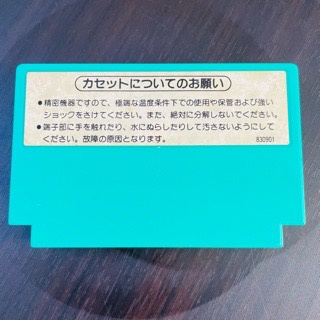 カセットについてのお願い
●精密機器ですので、極端な温度条件下での使用や保管および強い
ショックをさけてください。また、絶対に分解しないでください。
●端子部に手を触れたり、水にぬらしたりして汚さないようにして
ください。故障の原因となります。 830901